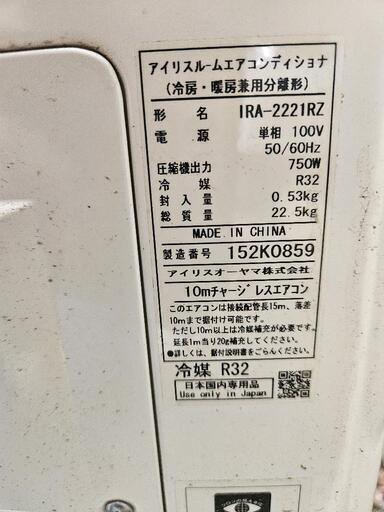 アイリスルームエアコンディショナ
(冷房・暖房兼用分離形)
形 名 IRA-2221RZ
電 源 単相 100V
50/60Hz
圧縮機出力 750W
冷 媒 R32
封 入 量 0.53kg
総 質 量 22.5kg
MADE IN CHINA
製造番号 152K0859
アイリスオーヤマ株式会社
10mチャージレスエアコン
このエアコンは接続配管長15m、落差
10mまで据付け可能です。
ただし10m以上は冷媒補充が必要です。
延長1m当り20g補充してください。
●詳しくは、据付説明書をごらんください。
冷媒 R32
日本国内専用品
Use only in Japan